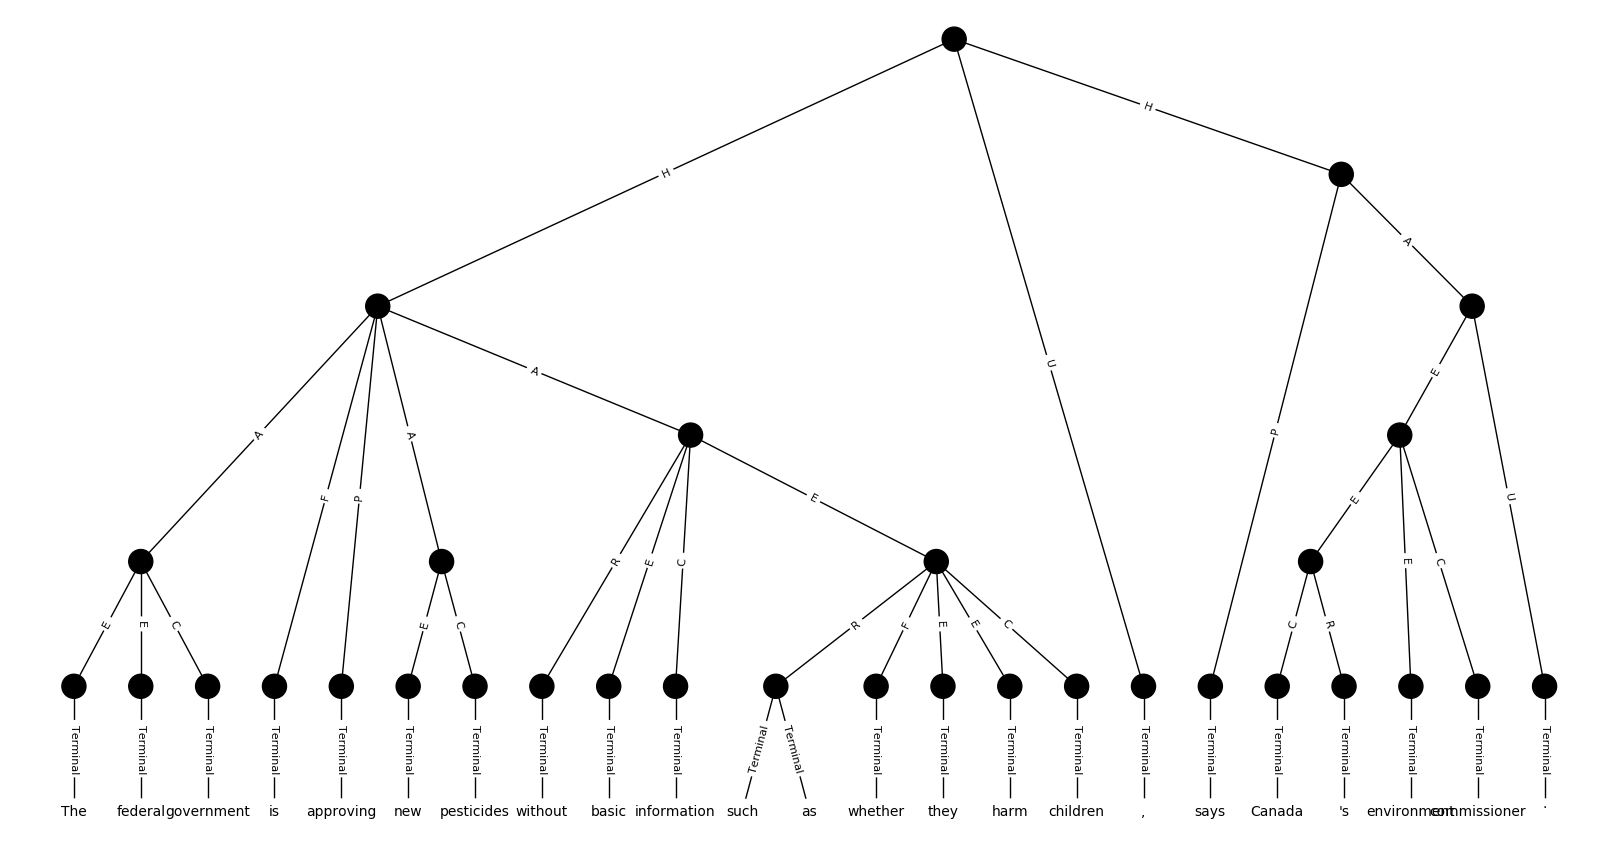 H
H
A
U
A
A
E
A
P
F
P
E
E
U
R
E
C
E
C
E
E
C
E
C
R
F
E
E
C
C
R
Terminal Terminal Terminal Terminal Terminal Terminal Terminal Terminal Terminal Terminal Terminal Terminal Terminal Terminal Terminal Terminal Terminal Terminal Terminal Terminal Terminal Terminal Terminal
The federal government is approving new pesticides without basic information such as whether they harm children , says Canada 's environment commissioner .